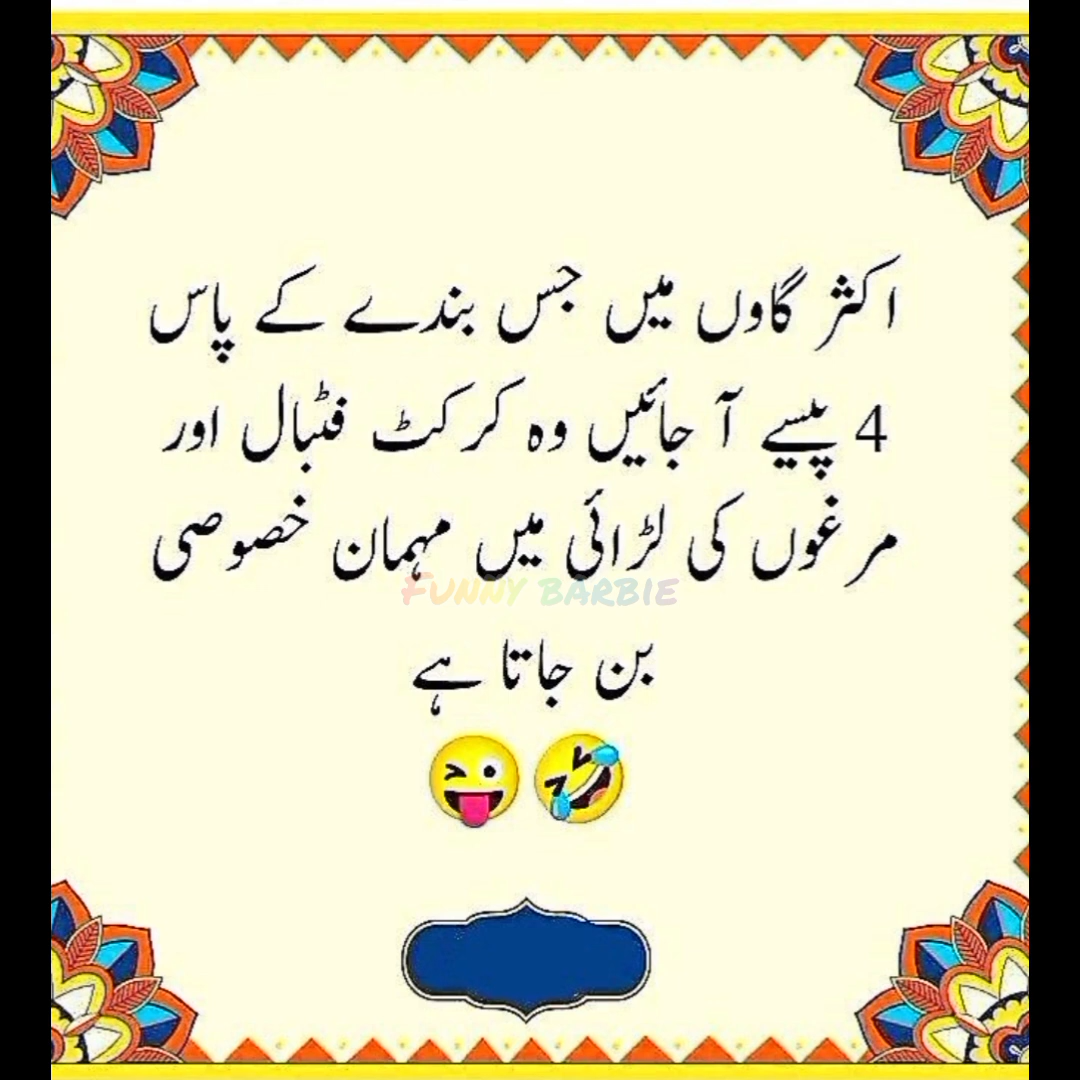 اکثر گاوں میں جس بندے کے پاس
4 پیسے آ جائیں وہ کرکٹ فٹبال اور
مرغوں کی لڑائی میں مہمان خصوصی
FUNNY BARBIE
بن جاتا ہے